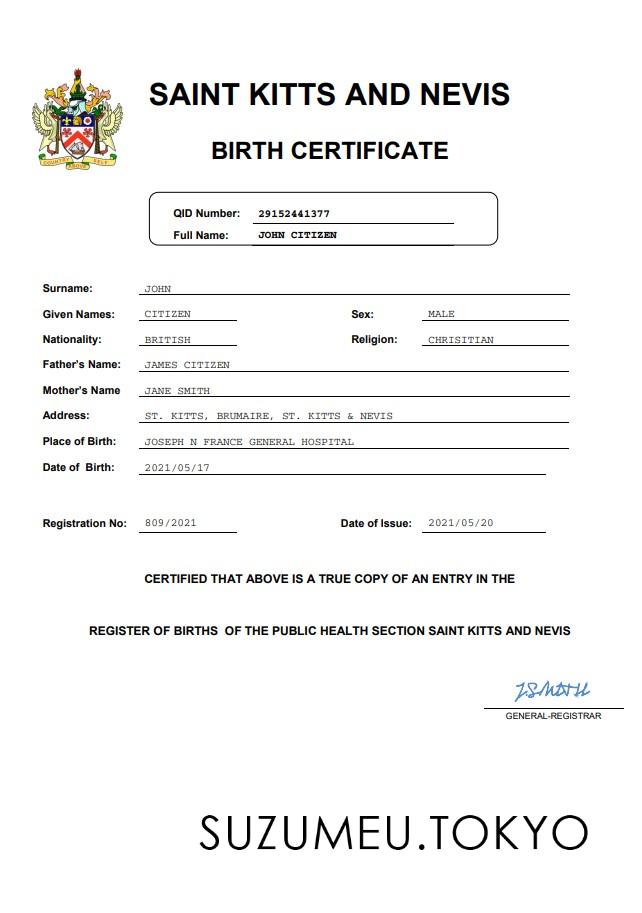 SAINT KITTS AND NEVIS
BIRTH CERTIFICATE
QID Number: 29152441377
Full Name: JOHN CITIZEN
Surname: JOHN
Given Names: CITIZEN Sex: MALE
Nationality: BRITISH Religion: CHRISITIAN
Father's Name: JAMES CITIZEN
Mother's Name JANE SMITH
Address: ST. KITTS, BRUMAIRE, ST. KITTS & NEVIS
Place of Birth: JOSEPH N FRANCE GENERAL HOSPITAL
Date of Birth: 2021/05/17
Registration No: 809/2021 Date of Issue: 2021/05/20
CERTIFIED THAT ABOVE IS A TRUE COPY OF AN ENTRY IN THE
REGISTER OF BIRTHS OF THE PUBLIC HEALTH SECTION SAINT KITTS AND NEVIS
J.SMITH
GENERAL-REGISTRAR
SUZUMEU.TOKYO
COUNTRY ABOVE SELF